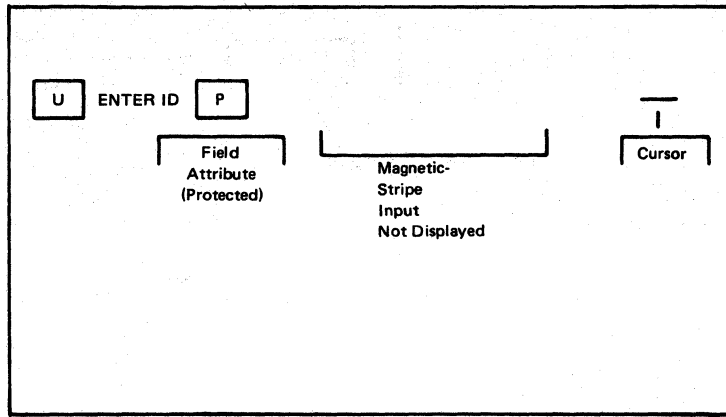 U ENTER ID P
Field
Attribute
(Protected)
Magnetic-
Stripe
Input
Not Displayed
Cursor